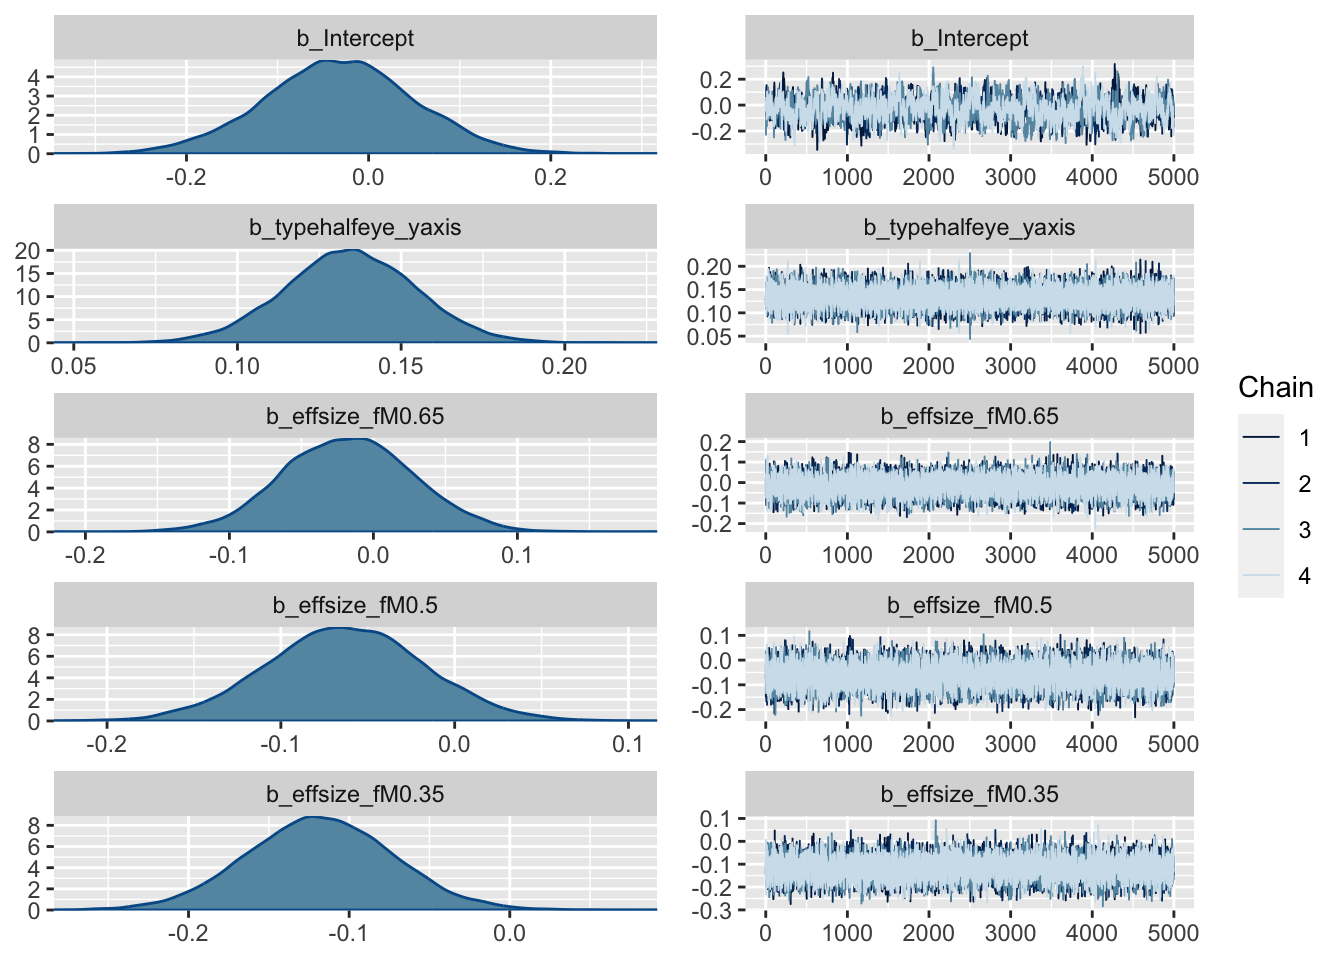 b_Intercept
4
3
2
1
0
-0.2 0.0 0.2
b_Intercept
0.2
0.0
-0.2
0 1000 2000 3000 4000 5000
b_typehalfeye_yaxis
20
15
10
5
0
0.05 0.10 0.15 0.20
b_typehalfeye_yaxis
0.20
0.15
0.10
0.05
0 1000 2000 3000 4000 5000
b_effsize_fM0.65
8
6
4
2
0
-0.2 -0.1 0.0 0.1
b_effsize_fM0.65
0.2
0.1
0.0
-0.1
-0.2
0 1000 2000 3000 4000 5000
b_effsize_fM0.5
8
6
4
2
0
-0.2 -0.1 0.0 0.1
b_effsize_fM0.5
0.1
0.0
-0.1
-0.2
0 1000 2000 3000 4000 5000
b_effsize_fM0.35
8
6
4
2
0
-0.2 -0.1 0.0
b_effsize_fM0.35
0.1
0.0
-0.1
-0.2
-0.3
0 1000 2000 3000 4000 5000
Chain
1
2
3
4